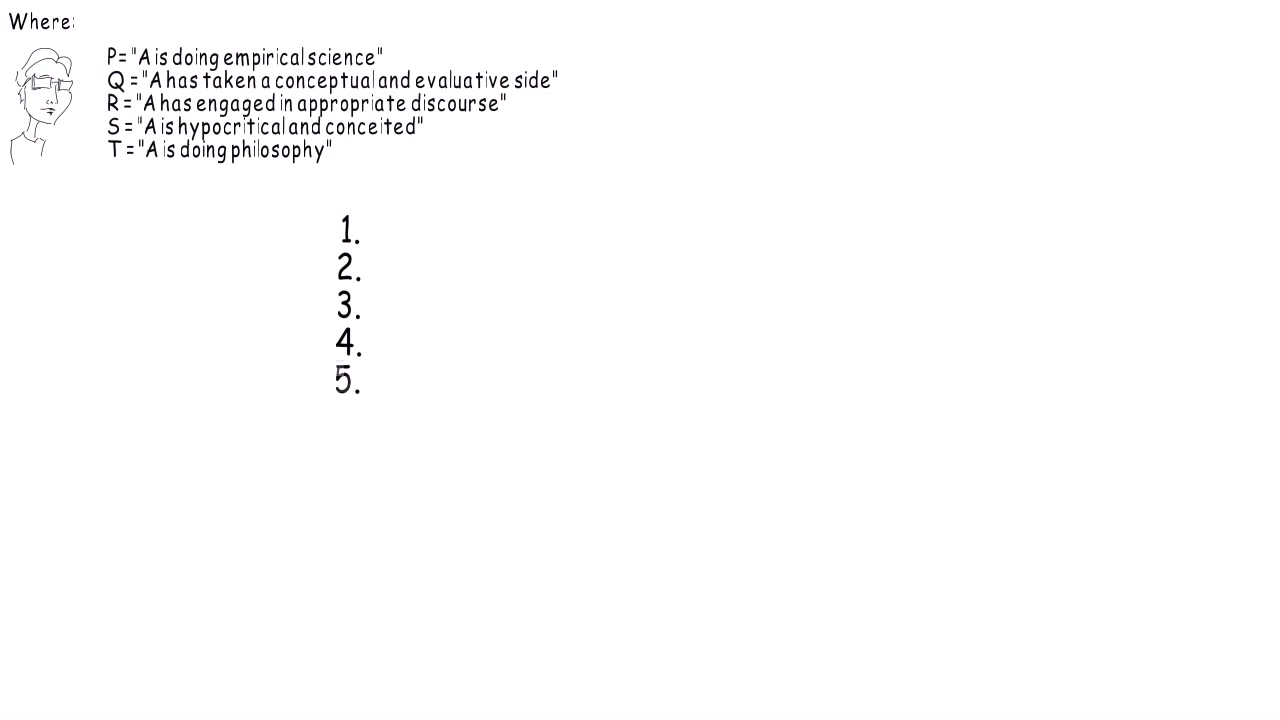 Where:
P= "A is doing empirical science"
Q = "A has taken a conceptual and evaluative side"
R = "A has engaged in appropriate discourse"
S = "A is hypocritical and conceited"
T = "A is doing philosophy"
1.
2.
3.
4.
5.